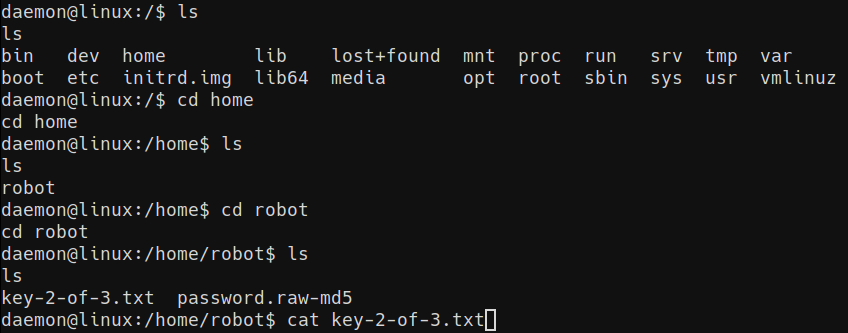 daemon@linux:/$ ls
ls
bin   dev  home        lib    lost+found  mnt  proc  run   srv  tmp  var
boot  etc  initrd.img  lib64  media       opt  root  sbin  sys  usr  vmlinuz
daemon@linux:/$ cd home
cd home
daemon@linux:/home$ ls
ls
robot
daemon@linux:/home$ cd robot
cd robot
daemon@linux:/home/robot$ ls
ls
key-2-of-3.txt  password.raw-md5
daemon@linux:/home/robot$ cat key-2-of-3.txt